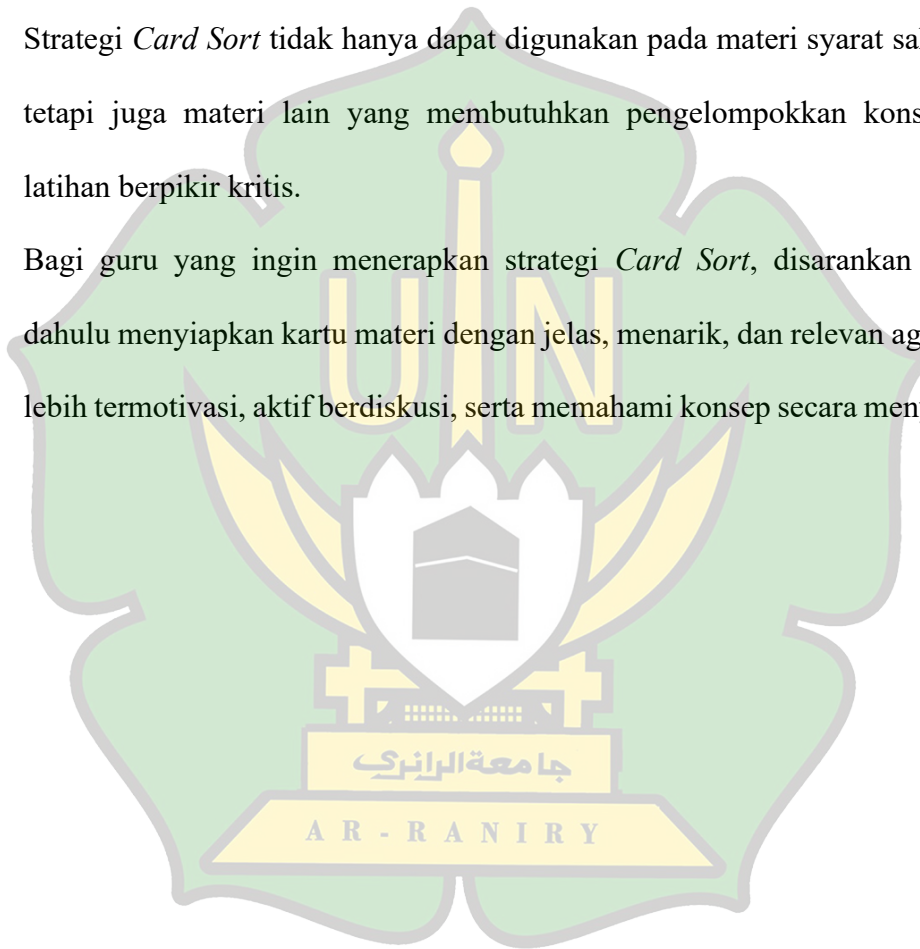 Strategi Card Sort tidak hanya dapat digunakan pada materi syarat
tetapi juga materi lain yang membutuhkan pengelompokkan
latihan berpikir kritis.
Bagi guru yang ingin menerapkan strategi Card Sort, disarankan
dahulu menyiapkan kartu materi dengan jelas, menarik, dan relevan
lebih termotivasi, aktif berdiskusi, serta memahami konsep secara
UIN
جامعةالرانري
AR-RANIRY